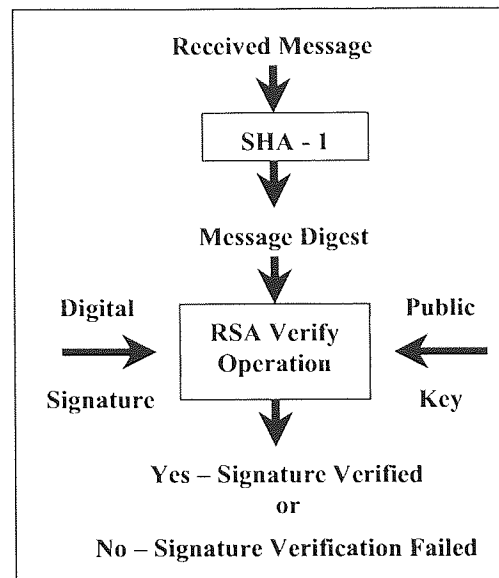 Received Message
SHA - 1
Message Digest
Digital
Public
RSA Verify
Operation
Signature
Key
Yes – Signature Verified
or
No – Signature Verification Failed